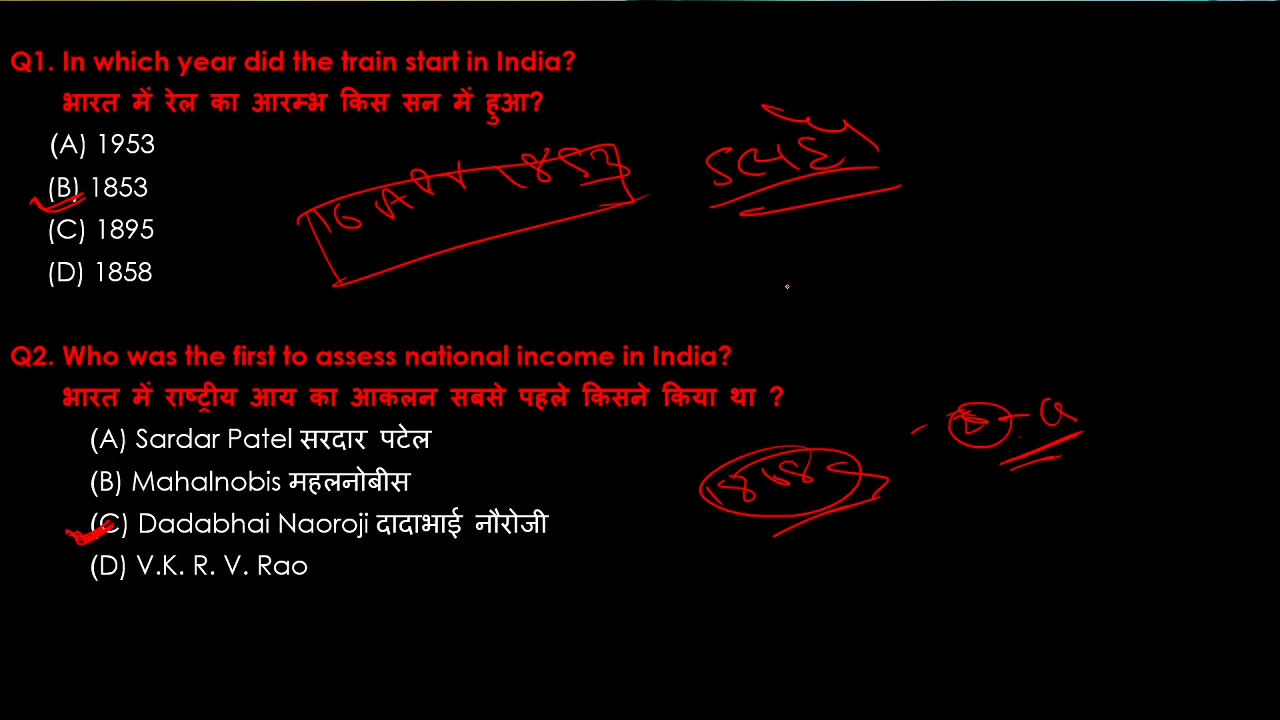 Q1. In which year did the train start in India?
भारत में रेल का आरम्भ किस सन में हुआ?
(A) 1953
(B) 1853
(C) 1895
(D) 1858
16 Apr 1853
Q2. Who was the first to assess national income in India?
भारत में राष्ट्रीय आय का आकलन सबसे पहले किसने किया था ?
(A) Sardar Patel सरदार पटेल
(B) Mahalnobis महलनोबीस
(C) Dadabhai Naoroji दादाभाई नौरोजी
(D) V.K. R. V. Rao